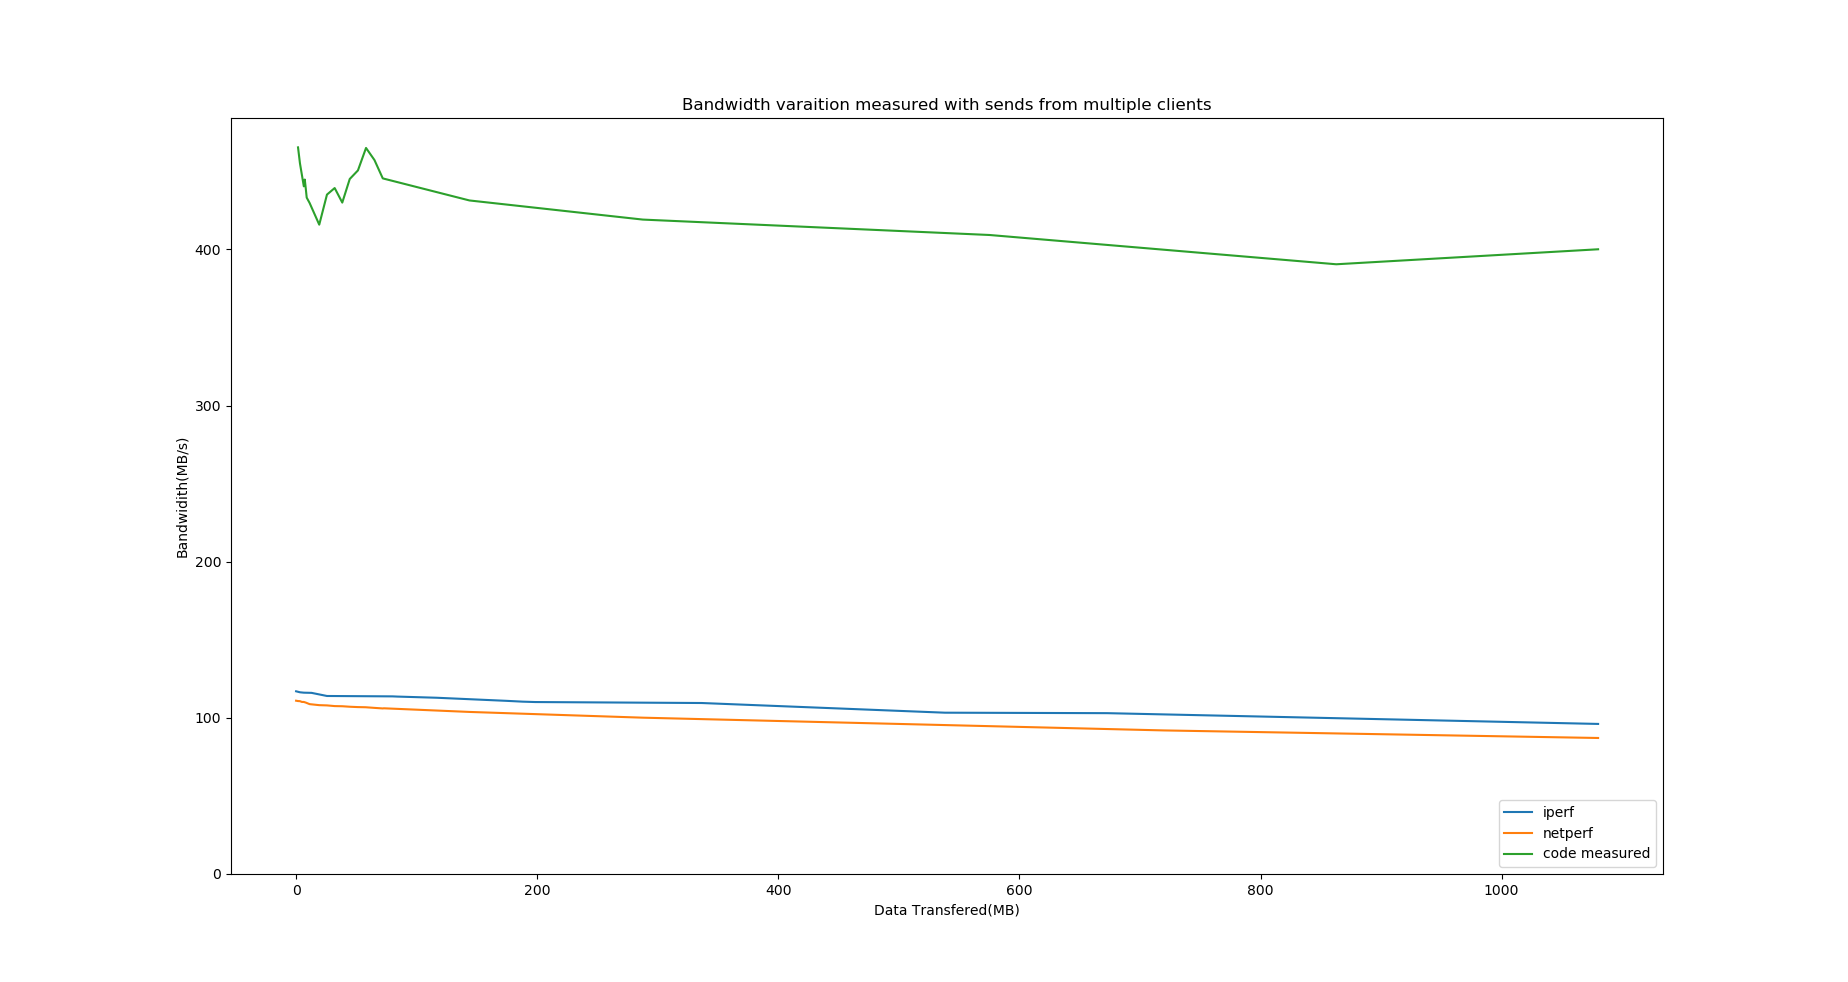 Bandwidth varaition measured with sends from multiple clients
400
300
200
100
0
Bandwidith(MB/s)
0 200 400 600 800 1000
Data Transfered(MB)
iperf
netperf
code measured